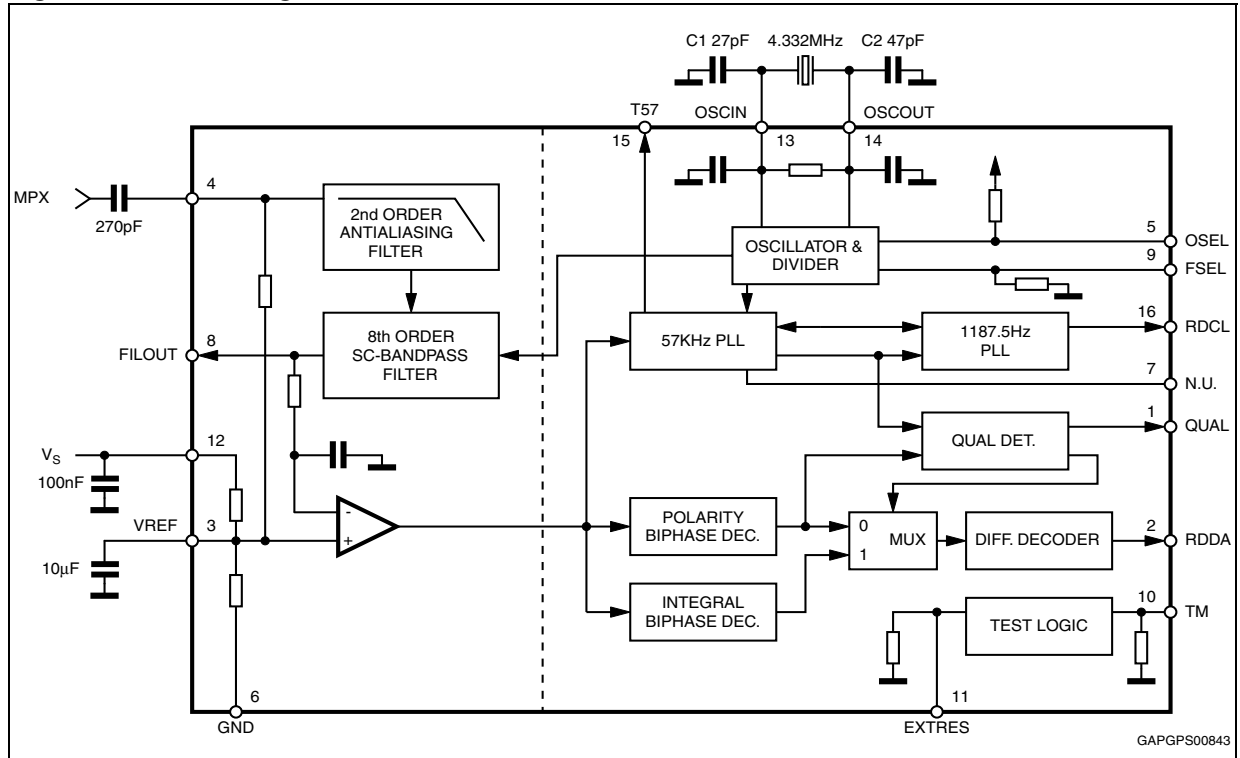 C1 27pF
4.332MHz
C2 47pF
T57
OSCIN
OSCOUT
15
13
14
MPX
270pF
4
2nd ORDER
ANTIALIASING
FILTER
OSCILLATOR &
DIVIDER
5
OSEL
9
FSEL
8
FILOUT
8th ORDER
SC-BANDPASS
FILTER
57KHz PLL
1187.5Hz
PLL
16
RDCL
7
N.U.
1
QUAL
QUAL DET.
12
VS
100nF
VREF
3
10μF
-
+
POLARITY
BIPHASE DEC.
0
1
MUX
DIFF. DECODER
2
RDDA
INTEGRAL
BIPHASE DEC.
TEST LOGIC
10
TM
6
GND
11
EXTRES
GAPGPS00843